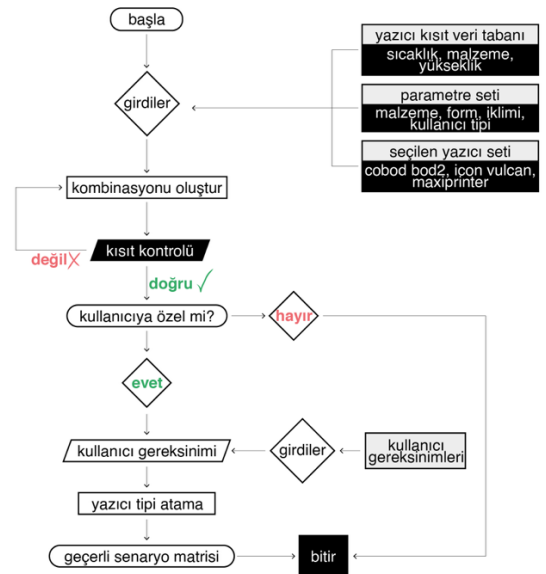 başla
girdiler
yazıcı kısıt veri tabanı
sıcaklık, malzeme,
yükseklik
parametre seti
malzeme, form, iklimi,
kullanıcı tipi
seçilen yazıcı seti
cobod bod2, icon vulcan,
maxiprinter
kombinasyonu oluştur
kısıt kontrolü
değil
doğru
kullanıcıya özel mi?
hayır
evet
kullanıcı gereksinimi
girdiler
kullanıcı
gereksinimleri
yazıcı tipi atama
geçerli senaryo matrisi
bitir